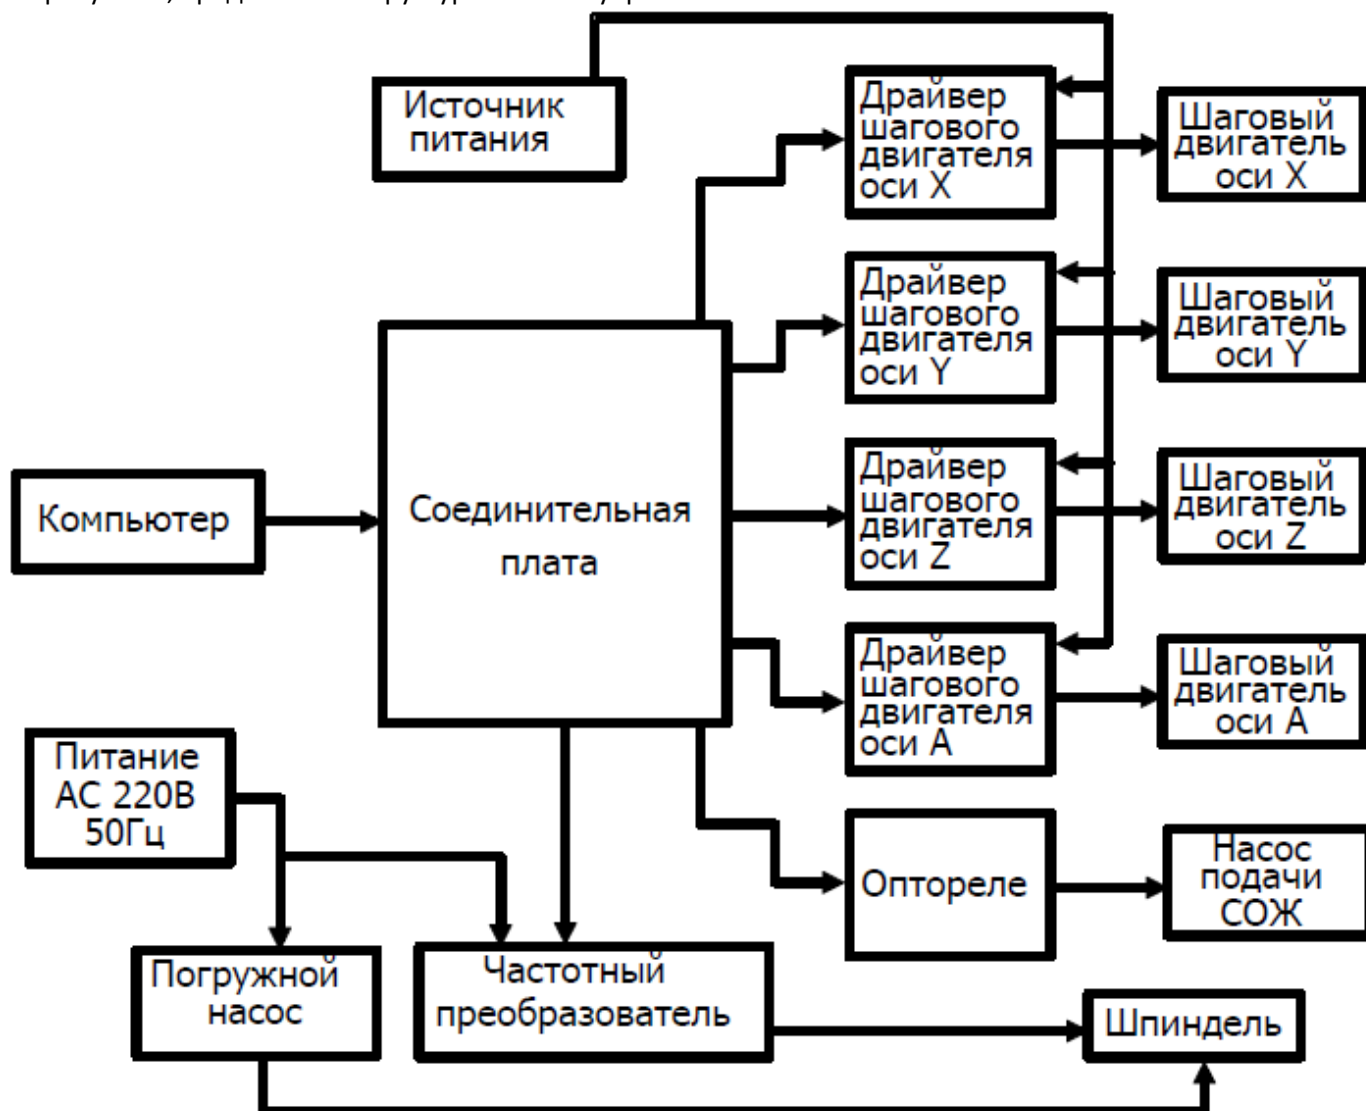 Источник
питания
Драйвер
шагового
двигателя
оси X
Шаговый
двигатель
оси X
Драйвер
шагового
двигателя
оси Y
Шаговый
двигатель
оси Y
Компьютер
Соединительная
плата
Драйвер
шагового
двигателя
оси Z
Шаговый
двигатель
оси Z
Драйвер
шагового
двигателя
оси A
Шаговый
двигатель
оси A
Питание
АС 220В
50Гц
Оптореле
Насос
подачи
СОЖ
Погружной
насос
Частотный
преобразователь
Шпиндель